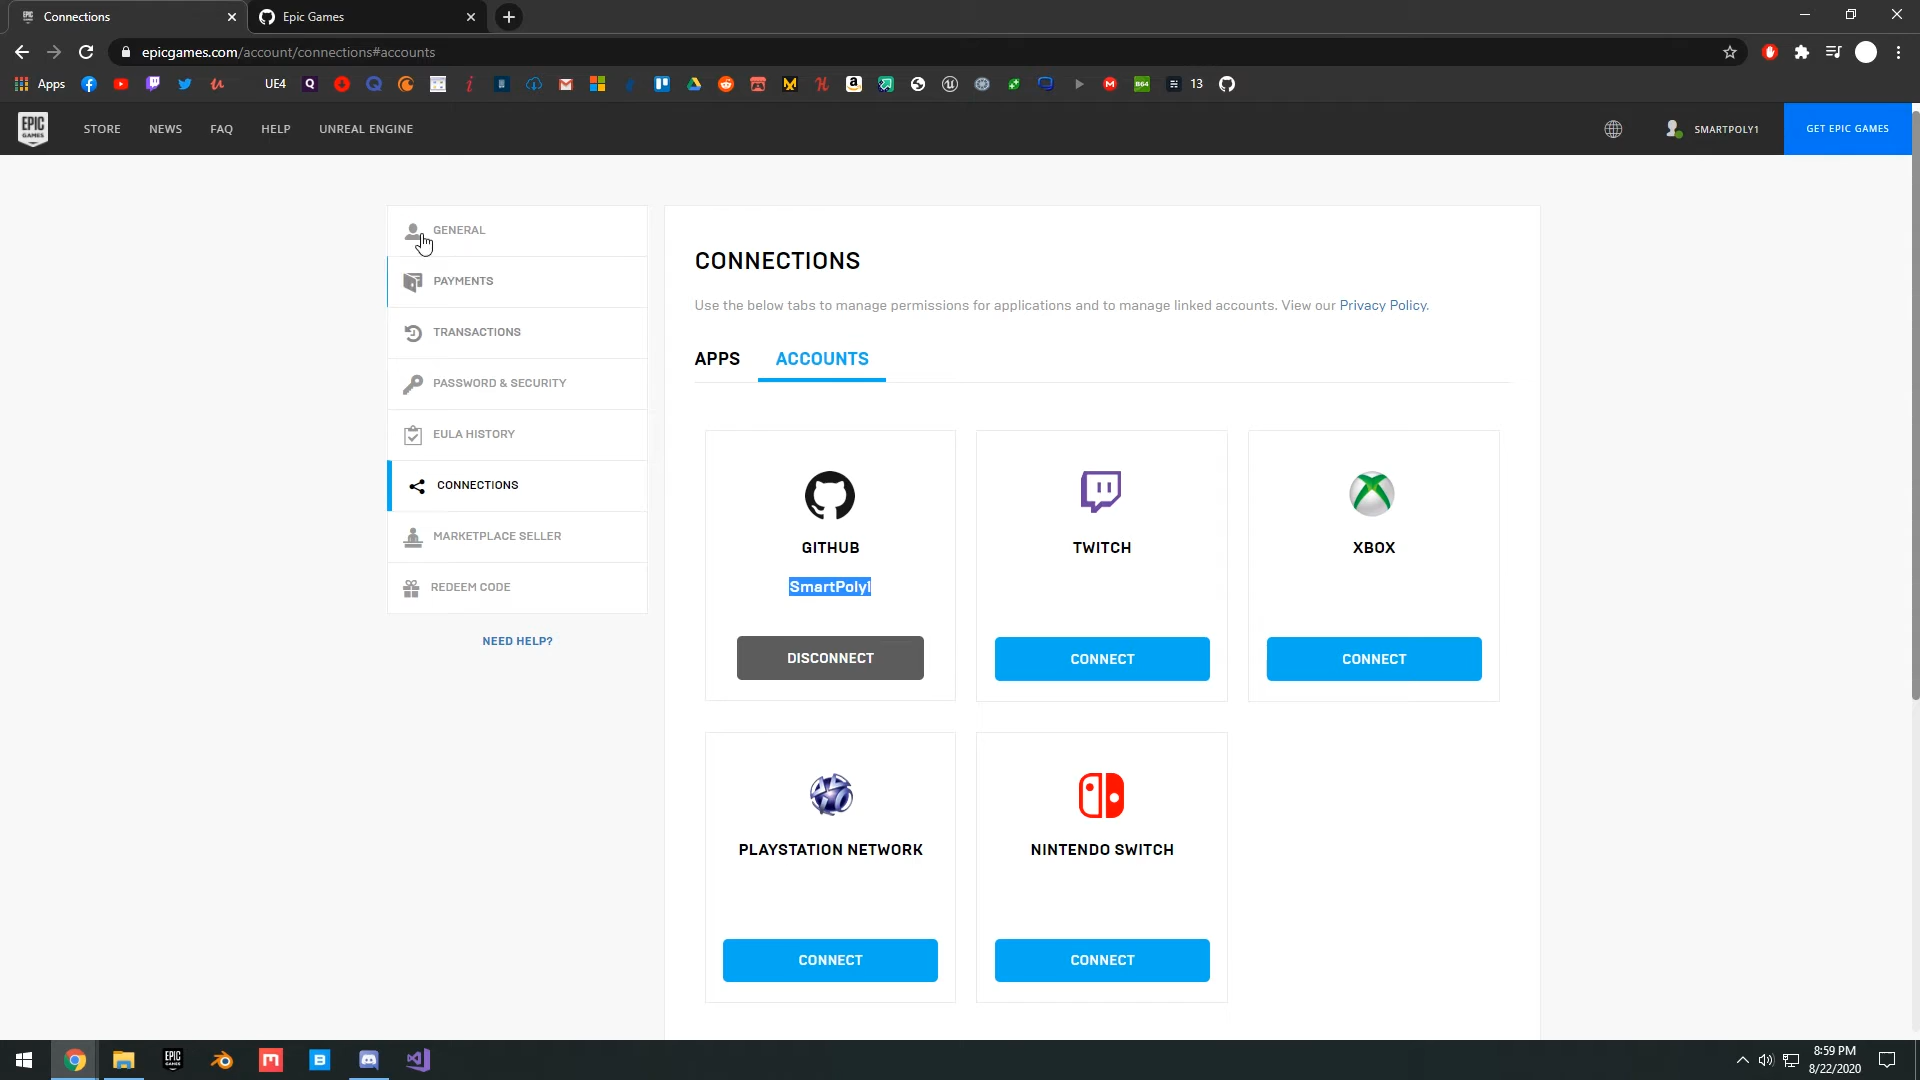 Connections
Epic Games
epicgames.com/account/connections#accounts
Apps
UE4
13
EPIC GAMES
STORE
NEWS
FAQ
HELP
UNREAL ENGINE
SMARTPOLY1
GET EPIC GAMES
GENERAL
PAYMENTS
TRANSACTIONS
PASSWORD & SECURITY
EULA HISTORY
CONNECTIONS
MARKETPLACE SELLER
REDEEM CODE
NEED HELP?
CONNECTIONS
Use the below tabs to manage permissions for applications and to manage linked accounts. View our Privacy Policy.
APPS
ACCOUNTS
GITHUB
SmartPolyI
DISCONNECT
TWITCH
CONNECT
XBOX
CONNECT
PLAYSTATION NETWORK
CONNECT
NINTENDO SWITCH
CONNECT
8:59 PM
8/22/2020